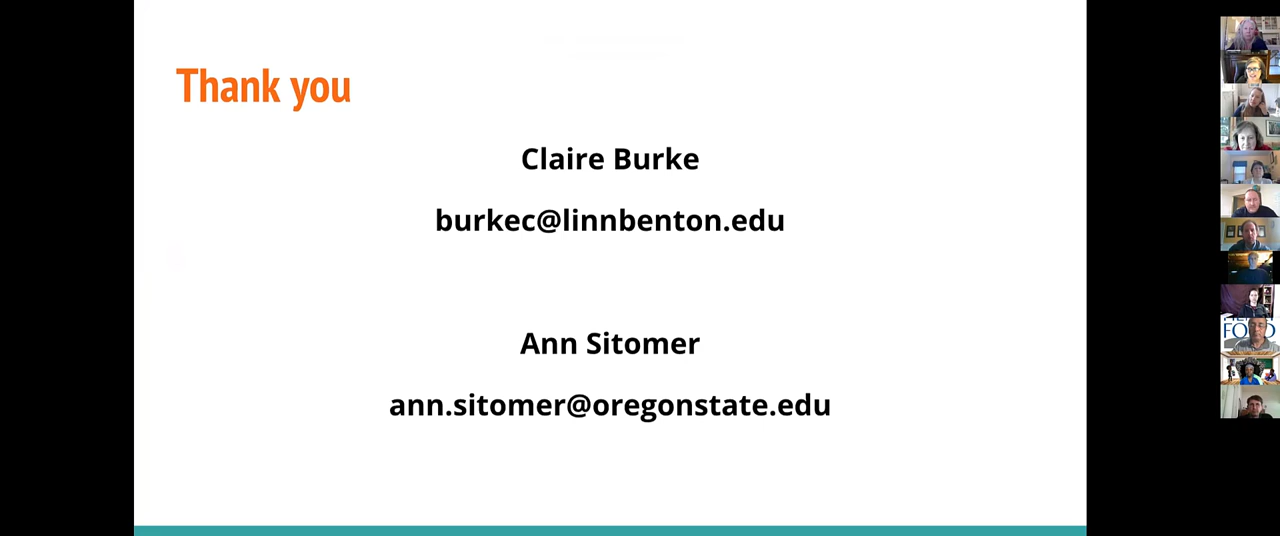 Thank you
Claire Burke
burkec@linnbenton.edu
Ann Sitomer
ann.sitomer@oregonstate.edu